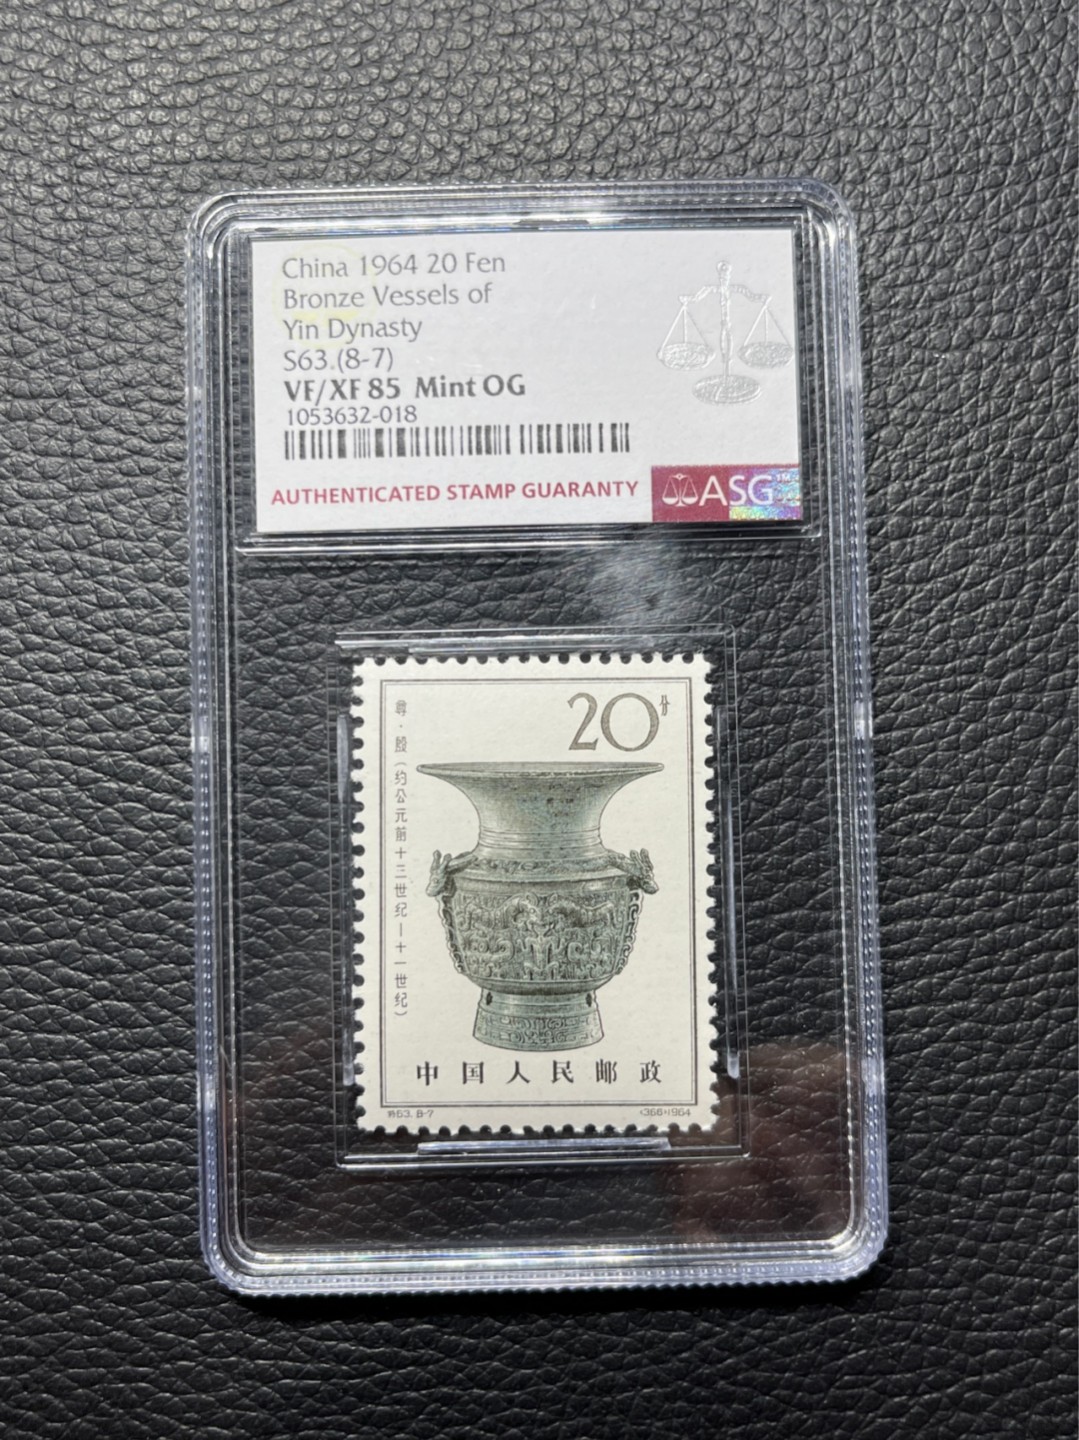 China 1964 20 Fen
Bronze Vessels of
Yin Dynasty
S63.(8-7)
VF/XF 85 Mint OG
1053632-018
AUTHENTICATED STAMP GUARANTY
ASG™
20分
尊·殷(约公元前十三世纪—十一世纪)
中国人民邮政
特63.8-7
(366)1964